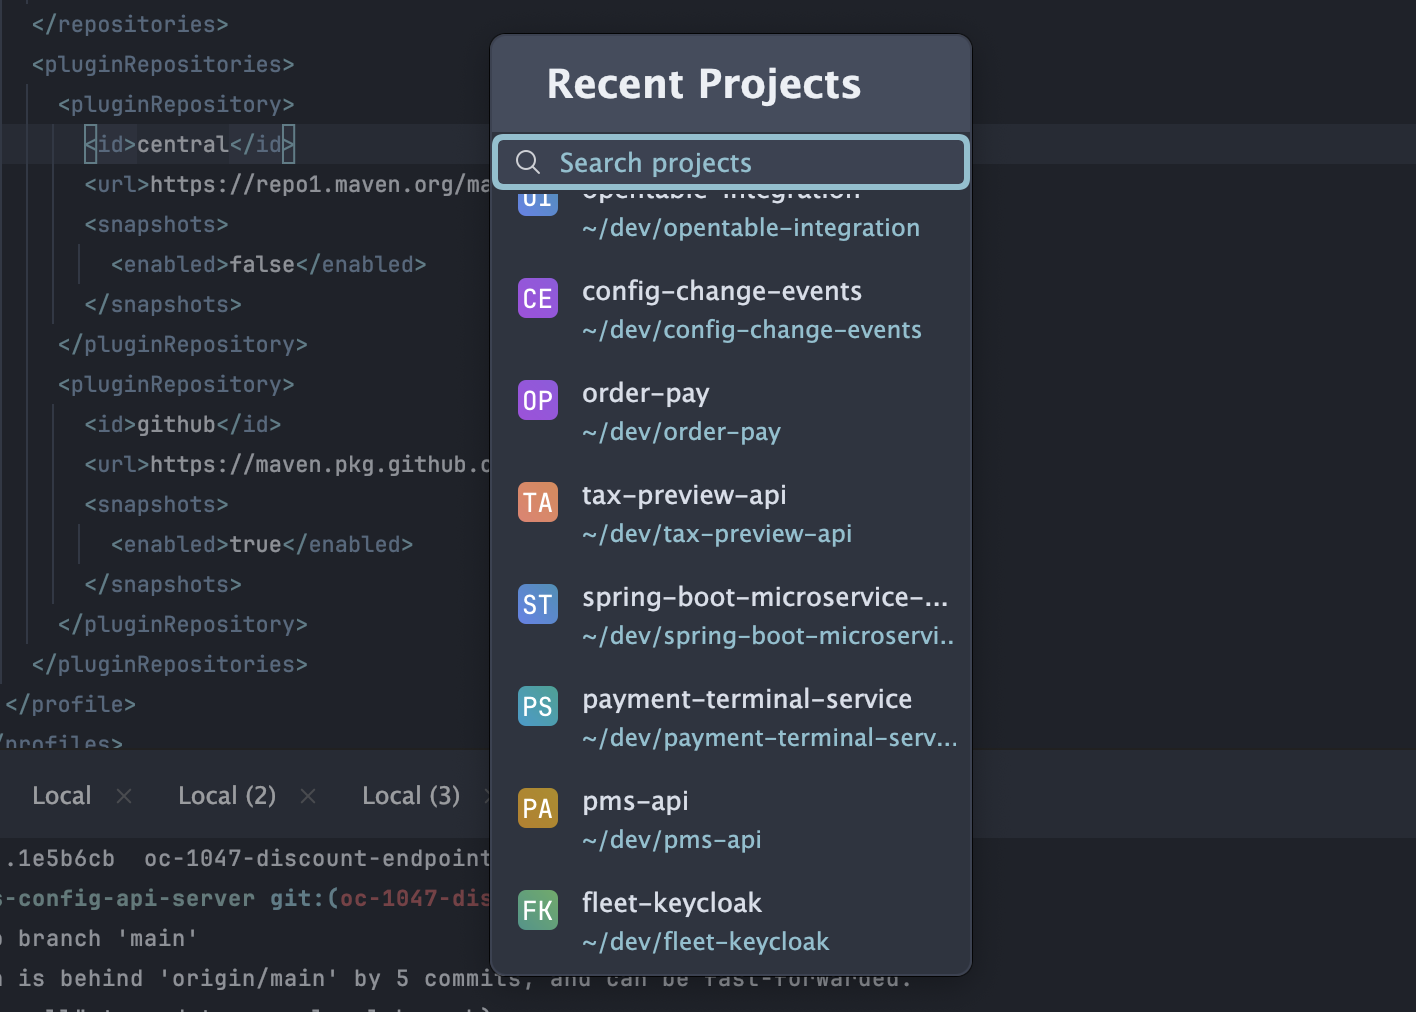 </repositories>
<pluginRepositories>
<pluginRepository>
<id>central</id>
<url>https://repo1.maven.org/ma
<snapshots>
<enabled>false</enabled>
</snapshots>
</pluginRepository>
<pluginRepository>
<id>github</id>
<url>https://maven.pkg.github.c
<snapshots>
<enabled>true</enabled>
</snapshots>
</pluginRepository>
</pluginRepositories>
</profile>
/profiles>
Recent Projects
Search projects
OI opentable-integration
~/dev/opentable-integration
CE config-change-events
~/dev/config-change-events
OP order-pay
~/dev/order-pay
TA tax-preview-api
~/dev/tax-preview-api
ST spring-boot-microservice-...
~/dev/spring-boot-microservi..
PS payment-terminal-service
~/dev/payment-terminal-serv...
PA pms-api
~/dev/pms-api
FK fleet-keycloak
~/dev/fleet-keycloak
Local × Local (2) × Local (3)
.1e5b6cb oc-1047-discount-endpoint
s-config-api-server git:(oc-1047-dis
branch 'main'
is behind 'origin/main' by 5 commits, and can be fast-forwarded.